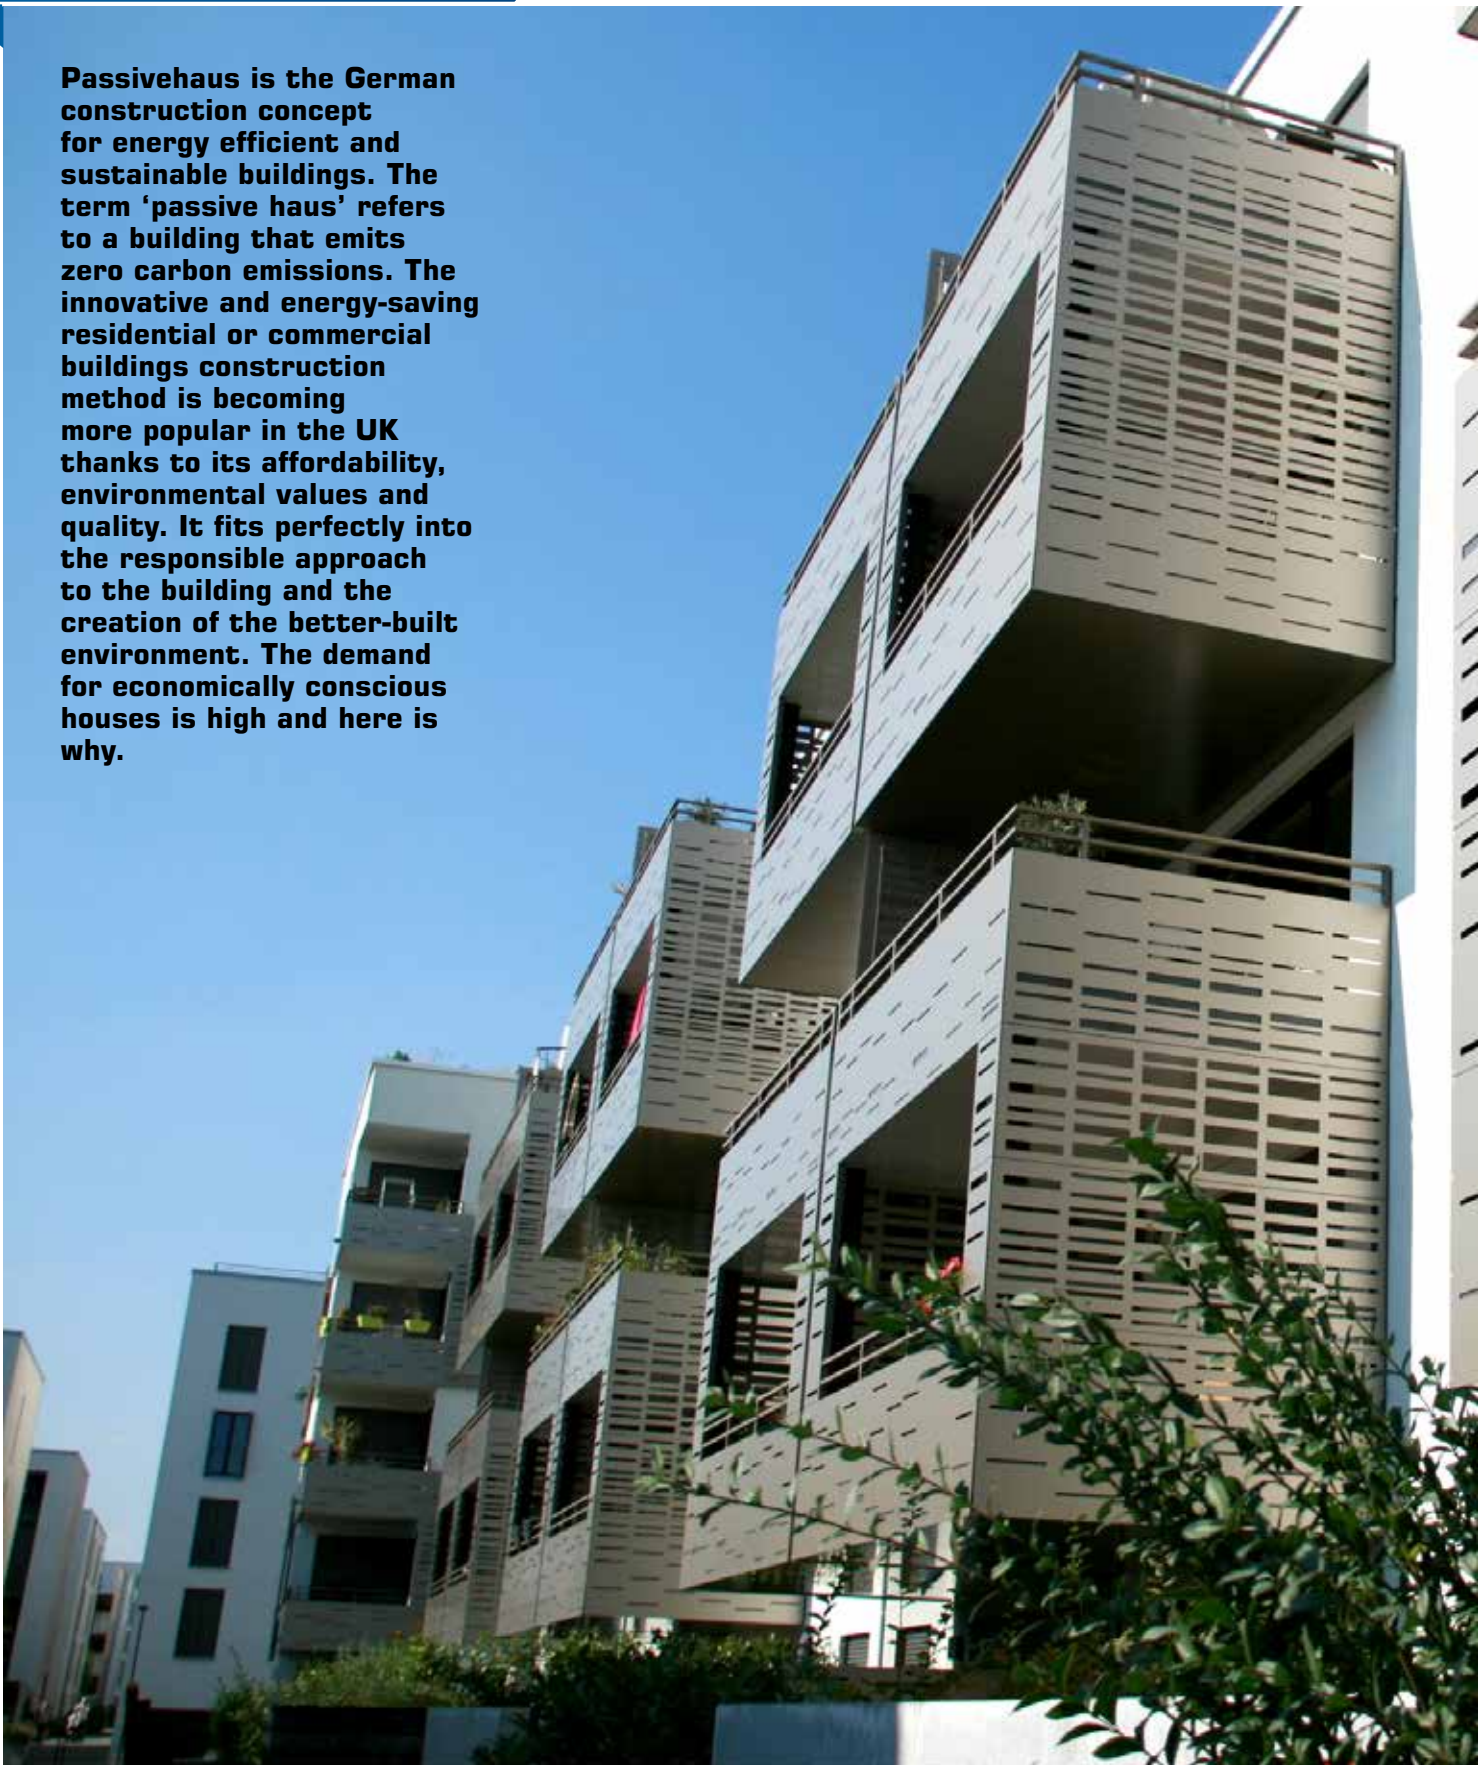 Passivehaus is the German
construction concept
for energy efficient and
sustainable buildings. The
term ‘passive haus’ refers
to a building that emits
zero carbon emissions. The
innovative and energy-saving
residential or commercial
buildings construction
method is becoming
more popular in the UK
thanks to its affordability,
environmental values and
quality. It fits perfectly into
the responsible approach
to the building and the
creation of the better-built
environment. The demand
for economically conscious
houses is high and here is
why.